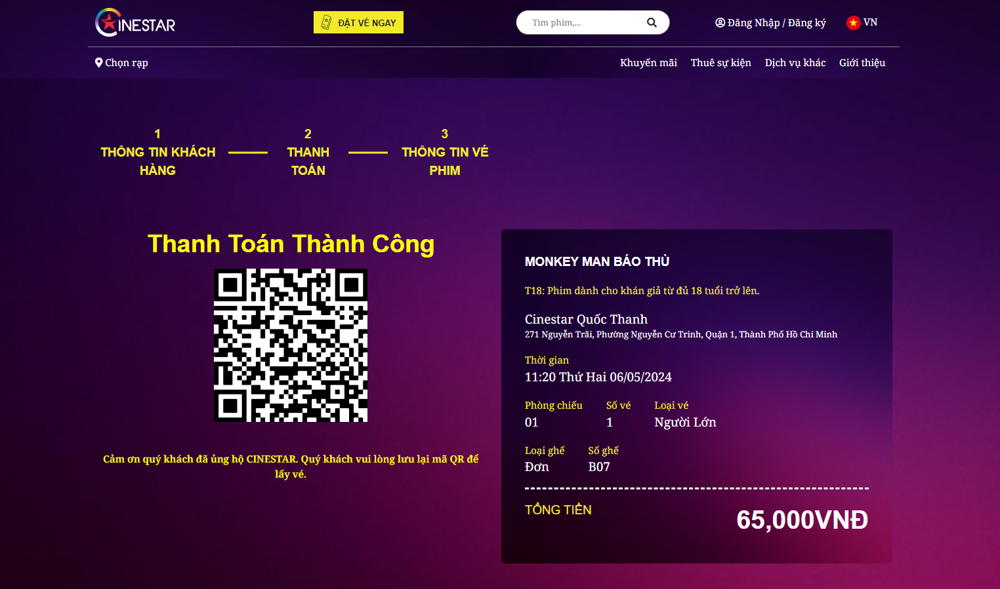 CINESTAR
ĐẶT VÉ NGAY
Tìm phim,...
Đăng Nhập / Đăng ký
VN
Chọn rạp
Khuyến mãi
Thuê sự kiện
Dịch vụ khác
Giới thiệu
1
THÔNG TIN KHÁCH
HÀNG
2
THANH
TOÁN
3
THÔNG TIN VÉ
PHIM
Thanh Toán Thành Công
Cảm ơn quý khách đã ủng hộ CINESTAR. Quý khách vui lòng lưu lại mã QR để
lấy vé.
MONKEY MAN BÁO THÙ
T18: Phim dành cho khán giả từ đủ 18 tuổi trở lên.
Cinestar Quốc Thanh
271 Nguyễn Trãi, Phường Nguyễn Cư Trinh, Quận 1, Thành Phố Hồ Chí Minh
Thời gian
11:20 Thứ Hai 06/05/2024
Phòng chiếu Số vé Loại vé
01 1 Người Lớn
Loại ghế Số ghế
Đơn B07
TỔNG TIỀN
65,000VNĐ